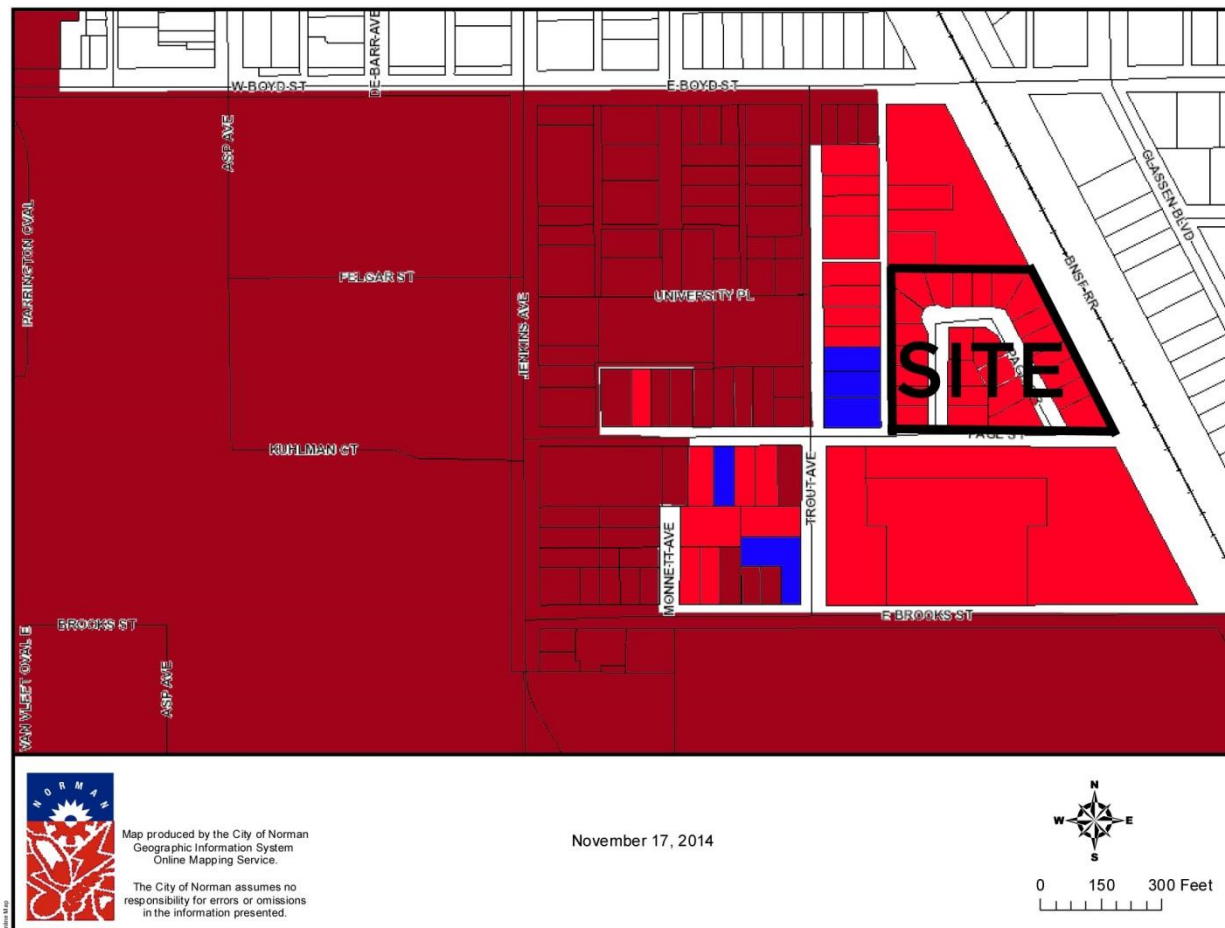 W BOYD ST
DE BARR AVE
E BOYD ST
ASP AVE
PARRINGTON OVAL
CLASSEN BLVD
BNSF RR
FELGAR ST
UNIVERSITY PL
JENKINS AVE
SITE
KUHLMAN CT
PAGE ST
TROUT AVE
MONNETT AVE
E BROOKS ST
BROOKS ST
VAN VLEET OVAL E
ASP AVE
NORMAN
Map produced by the City of Norman
Geographic Information System
Online Mapping Service.
The City of Norman assumes no
responsibility for errors or omissions
in the information presented.
November 17, 2014
N
W E
S
0 150 300 Feet